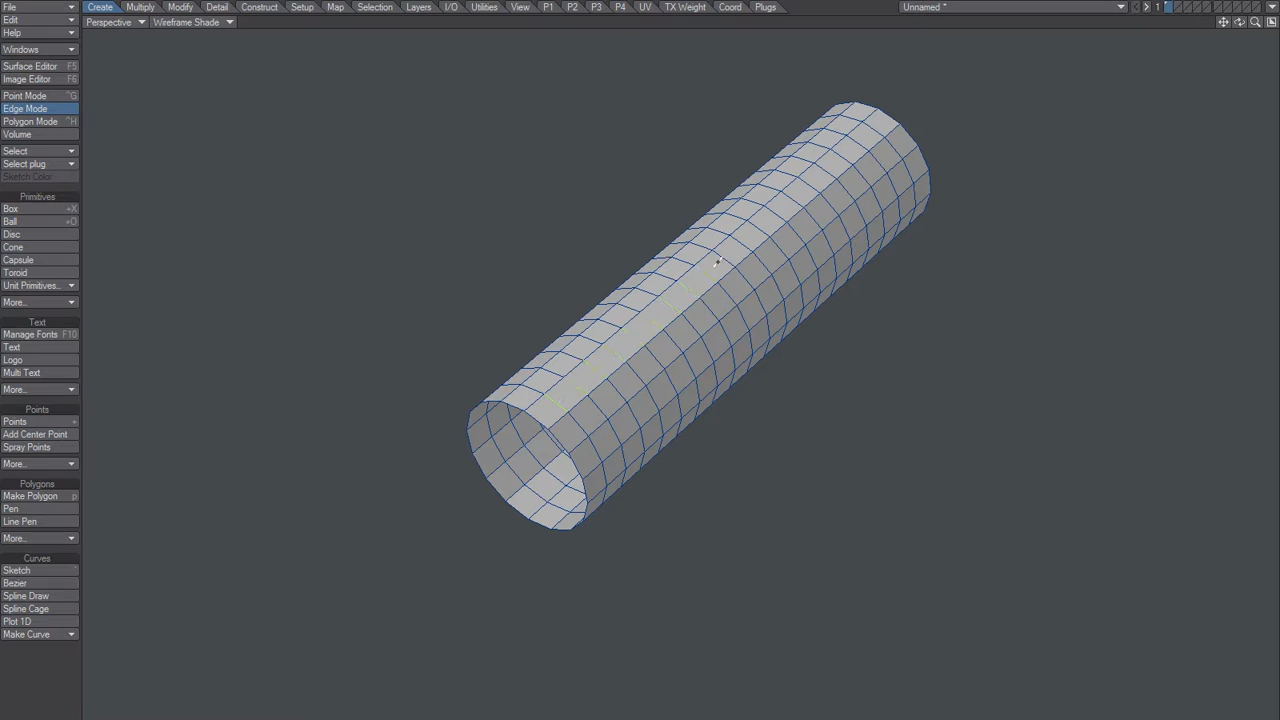 File Create Multiply Modify Detail Construct Setup Map Selection Layers I/O Utilities View P1 P2 P3 P4 UV TX Weight Coord Plugs Unnamed * 1
Edit Perspective Wireframe Shade
Help
Windows
Surface Editor F5
Image Editor F6
Point Mode ^G
Edge Mode
Polygon Mode ^H
Volume
Select
Select plug
Sketch Color
Primitives
Box +X
Ball +O
Disc
Cone
Capsule
Toroid
Unit Primitives...
More...
Text
Manage Fonts F10
Text
Logo
Multi Text
More...
Points
Points +
Add Center Point
Spray Points
More...
Polygons
Make Polygon p
Pen
Line Pen
More...
Curves
Sketch
Bezier
Spline Draw
Spline Cage
Plot 1D
Make Curve